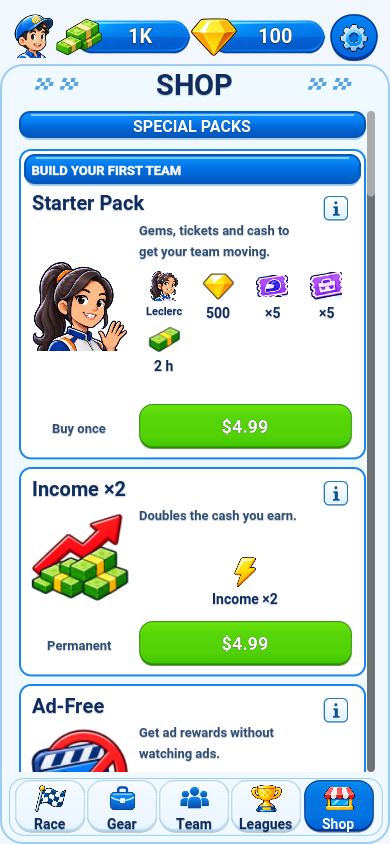 1K
100
SHOP
SPECIAL PACKS
BUILD YOUR FIRST TEAM
Starter Pack
i
Gems, tickets and cash to
get your team moving.
Leclerc
500
×5
×5
2 h
Buy once
$4.99
Income ×2
i
Doubles the cash you earn.
Income ×2
Permanent
$4.99
Ad-Free
i
Get ad rewards without
watching ads.
Race
Gear
Team
Leagues
Shop